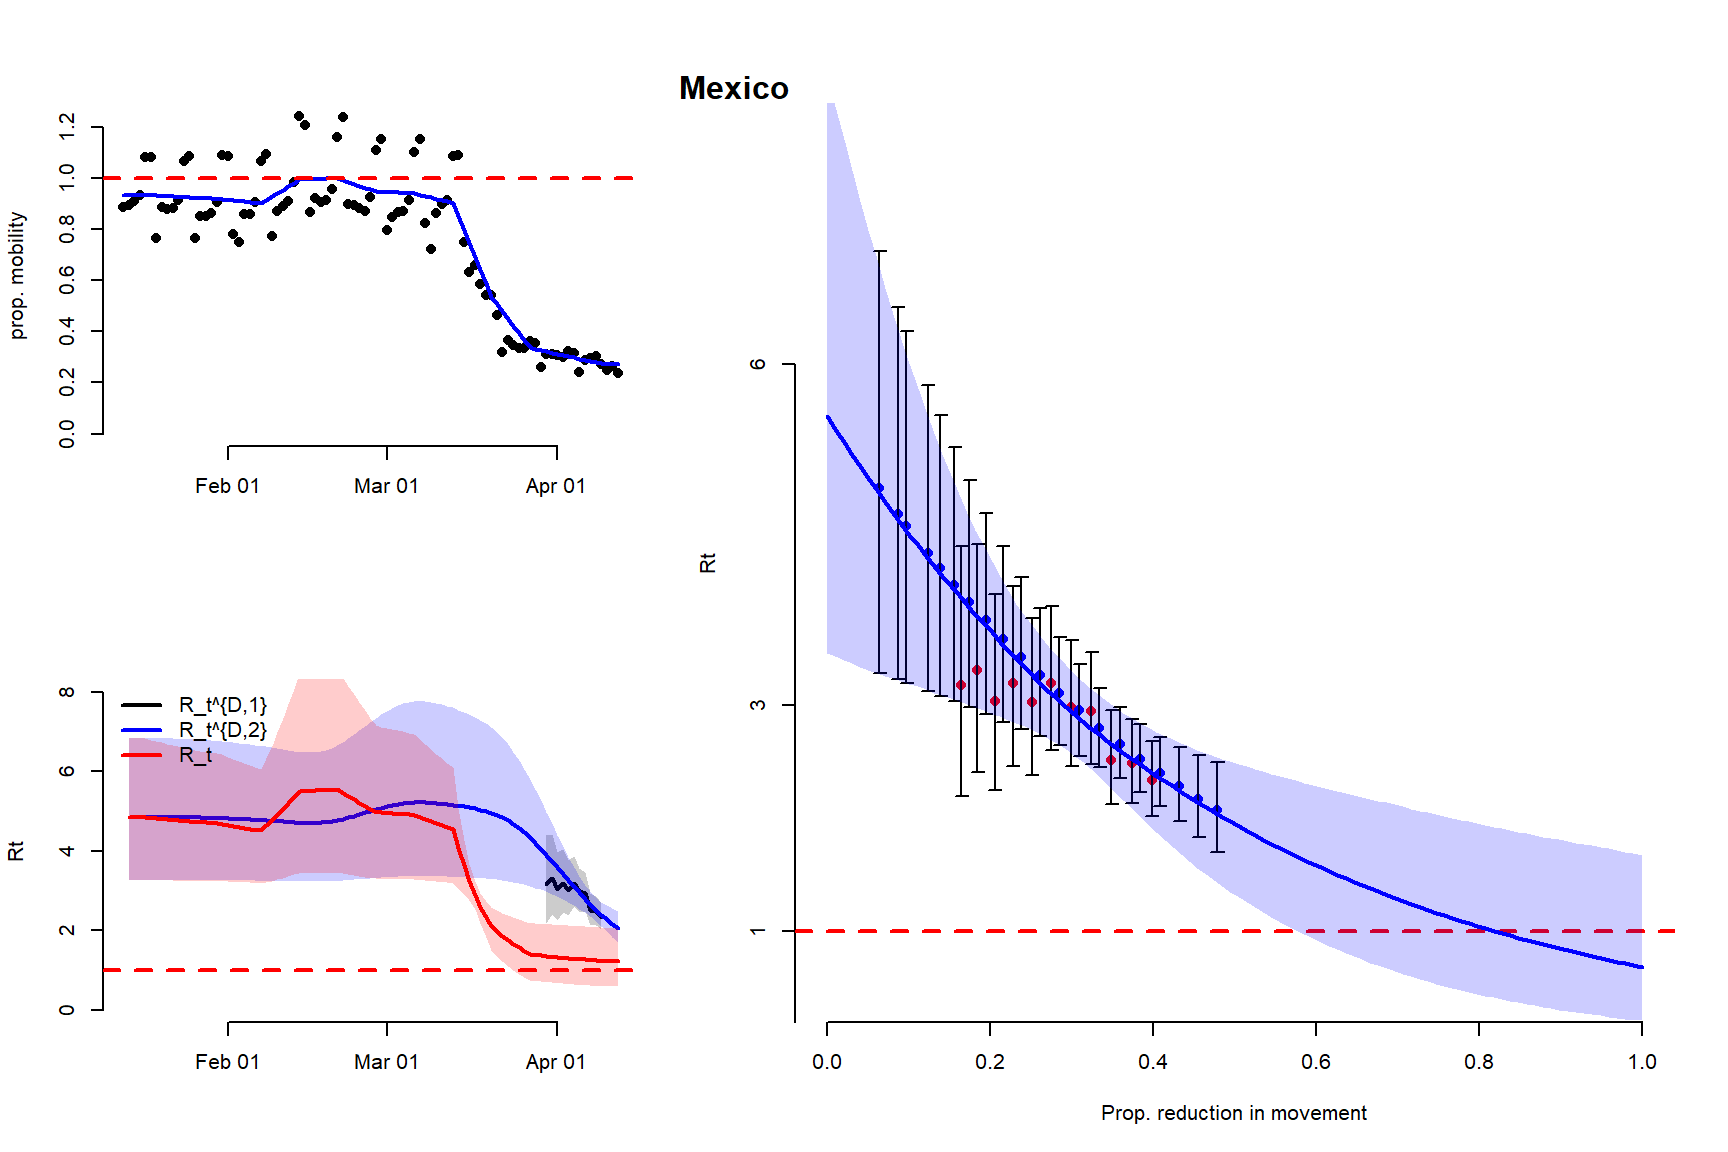 Mexico
prop. mobility
1.2
1.0
0.8
0.6
0.4
0.2
0.0
Feb 01 Mar 01 Apr 01
Rt
8
6
4
2
0
R_t^{D,1}
R_t^{D,2}
R_t
Feb 01 Mar 01 Apr 01
Rt
6
3
1
0.0 0.2 0.4 0.6 0.8 1.0
Prop. reduction in movement